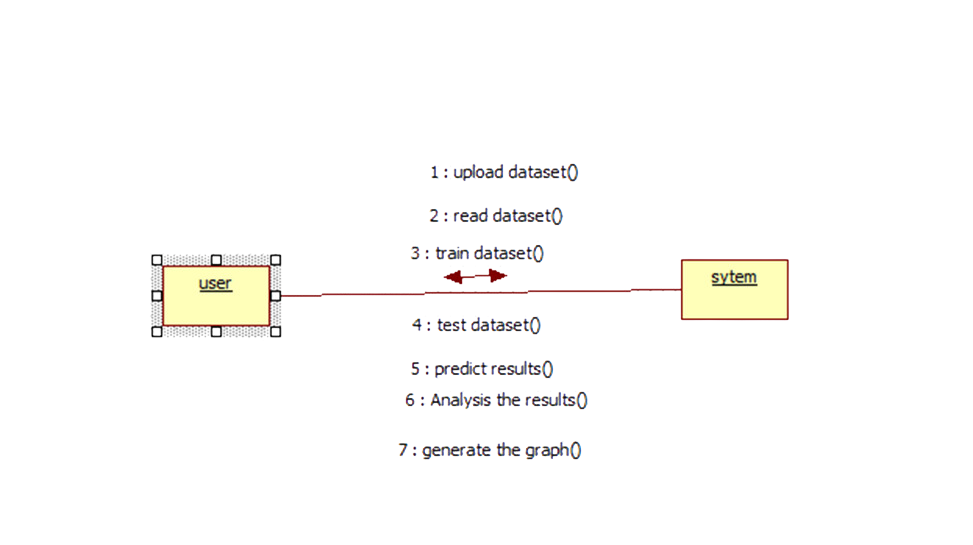 1 : upload dataset()
2 : read dataset()
3 : train dataset()
user
sytem
4 : test dataset()
5 : predict results()
6 : Analysis the results()
7 : generate the graph()